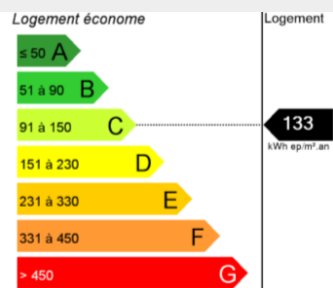 Logement économe
Logement
≤ 50 A
51 à 90 B
91 à 150 C
133
kWh ep/m².an
151 à 230 D
231 à 330 E
331 à 450 F
> 450 G